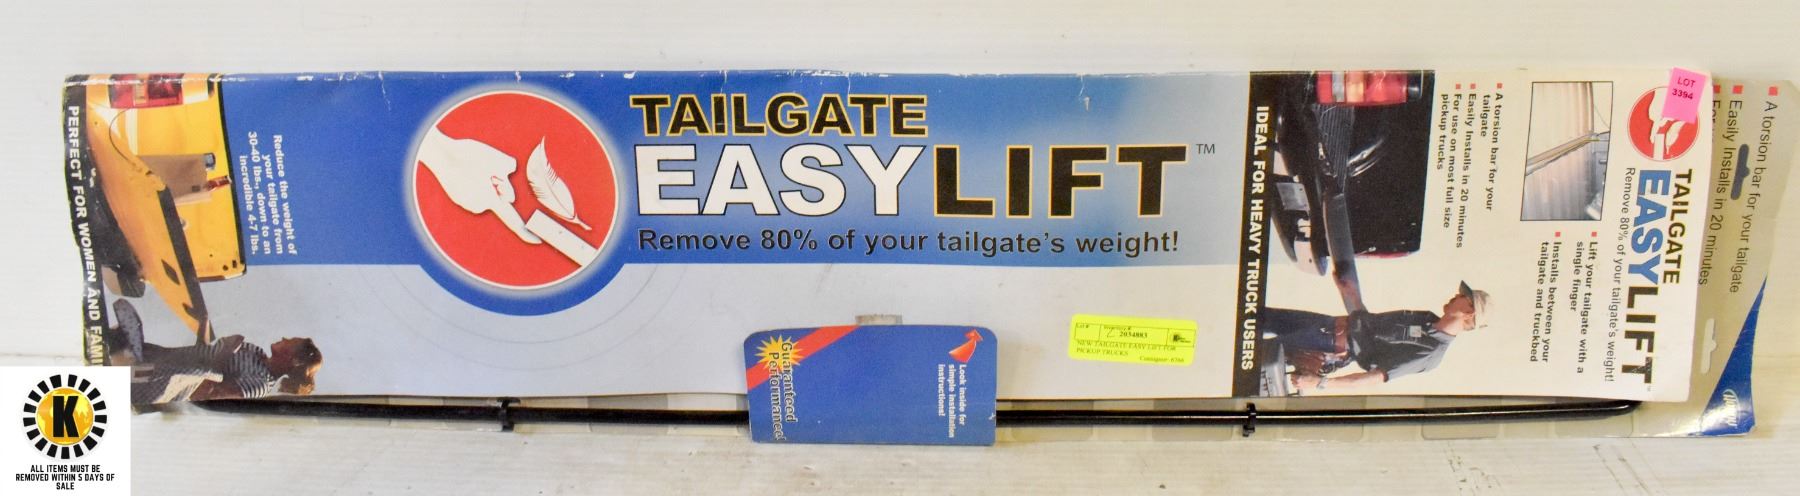 PERFECT FOR WOMEN AND FAMI
Reduce the weight of
your tailgate from
30-40 lbs., down to an
incredible 4-7 lbs.
TAILGATE
EASYLIFT™
Remove 80% of your tailgate's weight!
Guaranteed
Performance!
Look inside for
simple installation
instructions!
Lot #
Inventory #
2034883
NEW TAILGATE EASY LIFT FOR
PICKUP TRUCKS
Consignor: 6766
IDEAL FOR HEAVY TRUCK USERS
A torsion bar for your
tailgate
Easily Installs in 20 minutes
For use on most full size
pickup trucks
Lift your tailgate with a
single finger
Installs between your
tailgate and truckbed
LOT
3394
TAILGATE
EASYLIFT™
Remove 80% of your tailgate's weight!
A torsion bar for your tailgate
Easily Installs in 20 minutes
K
ALL ITEMS MUST BE
REMOVED WITHIN 5 DAYS OF
SALE